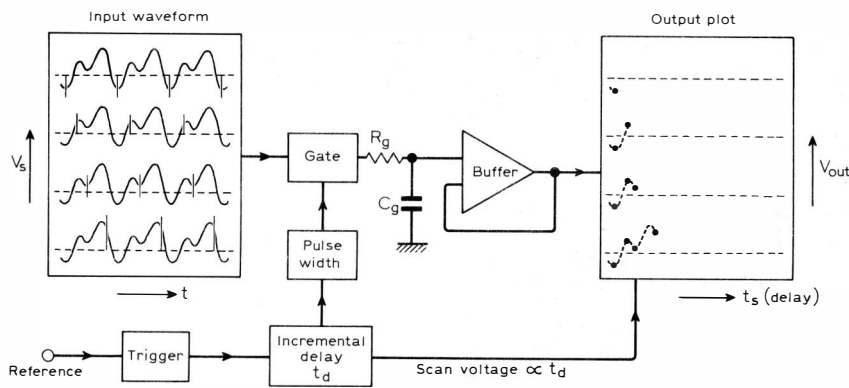 Input waveform
Output plot
V_s
t
Gate
R_g
C_g
Buffer
V_out
t_s (delay)
Pulse
width
Reference
Trigger
Incremental
delay
t_d
Scan voltage ∝ t_d